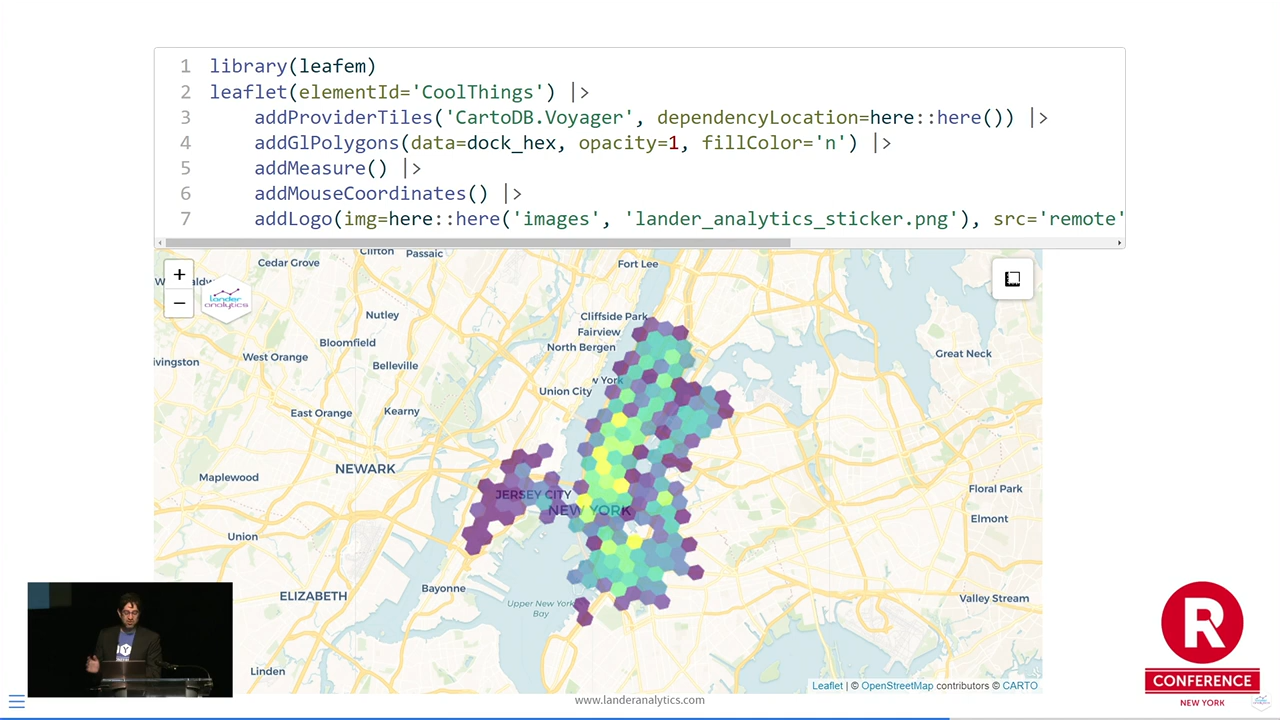 1 library(leafem)
2 leaflet(elementId='CoolThings') |>
3 addProviderTiles('CartoDB.Voyager', dependencyLocation=here::here()) |>
4 addGlPolygons(data=dock_hex, opacity=1, fillColor='n') |>
5 addMeasure() |>
6 addMouseCoordinates() |>
7 addLogo(img=here::here('images', 'lander_analytics_sticker.png'), src='remote'
+
−
lander
analytics
Clifton
Passaic
Cedar Grove
Fort Lee
Nutley
Cliffside Park
Fairview
North Bergen
Bloomfield
West Orange
Belleville
Great Neck
vingston
Union City
w York
East Orange
Kearny
NEWARK
Maplewood
JERSEY CITY
NEW YORK
Floral Park
Elmont
Union
Bayonne
ELIZABETH
Upper New York
Bay
Valley Stream
Linden
Leaflet | © OpenStreetMap contributors © CARTO
www.landeranalytics.com
R
CONFERENCE
NEW YORK